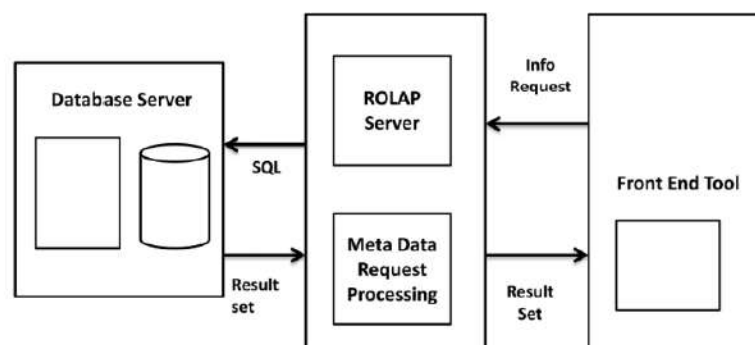 Database Server
SQL
Result
set
ROLAP
Server
Meta Data
Request
Processing
Info
Request
Result
Set
Front End Tool